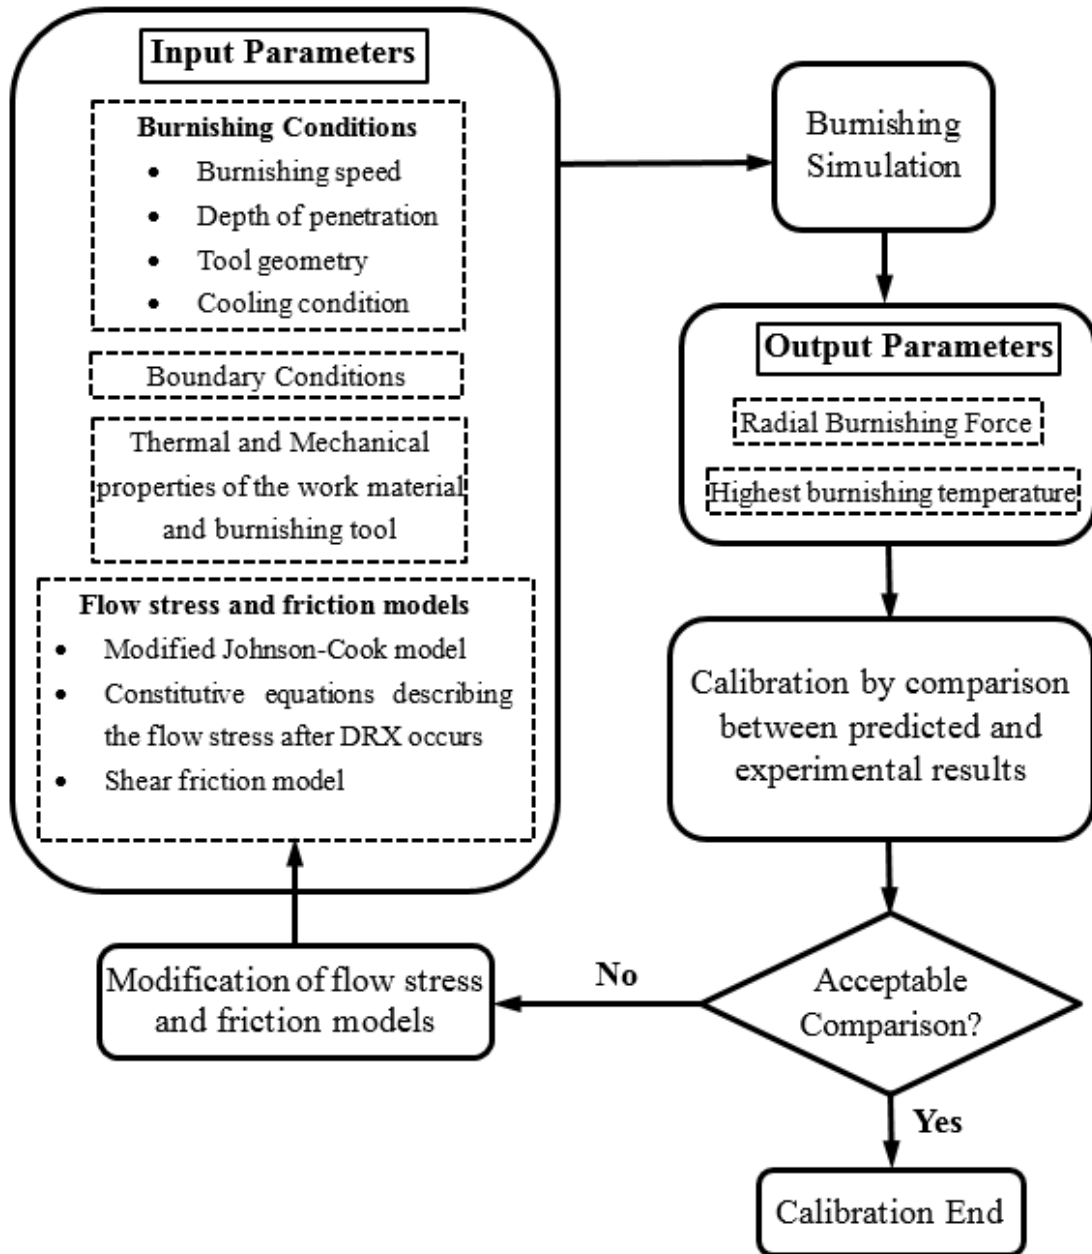 Input Parameters
Burnishing Conditions
• Burnishing speed
• Depth of penetration
• Tool geometry
• Cooling condition
Boundary Conditions
Thermal and Mechanical
properties of the work material
and burnishing tool
Flow stress and friction models
• Modified Johnson-Cook model
• Constitutive equations describing
the flow stress after DRX occurs
• Shear friction model
Burnishing
Simulation
Output Parameters
Radial Burnishing Force
Highest burnishing temperature
Calibration by comparison
between predicted and
experimental results
Acceptable
Comparison?
No
Modification of flow stress
and friction models
Yes
Calibration End